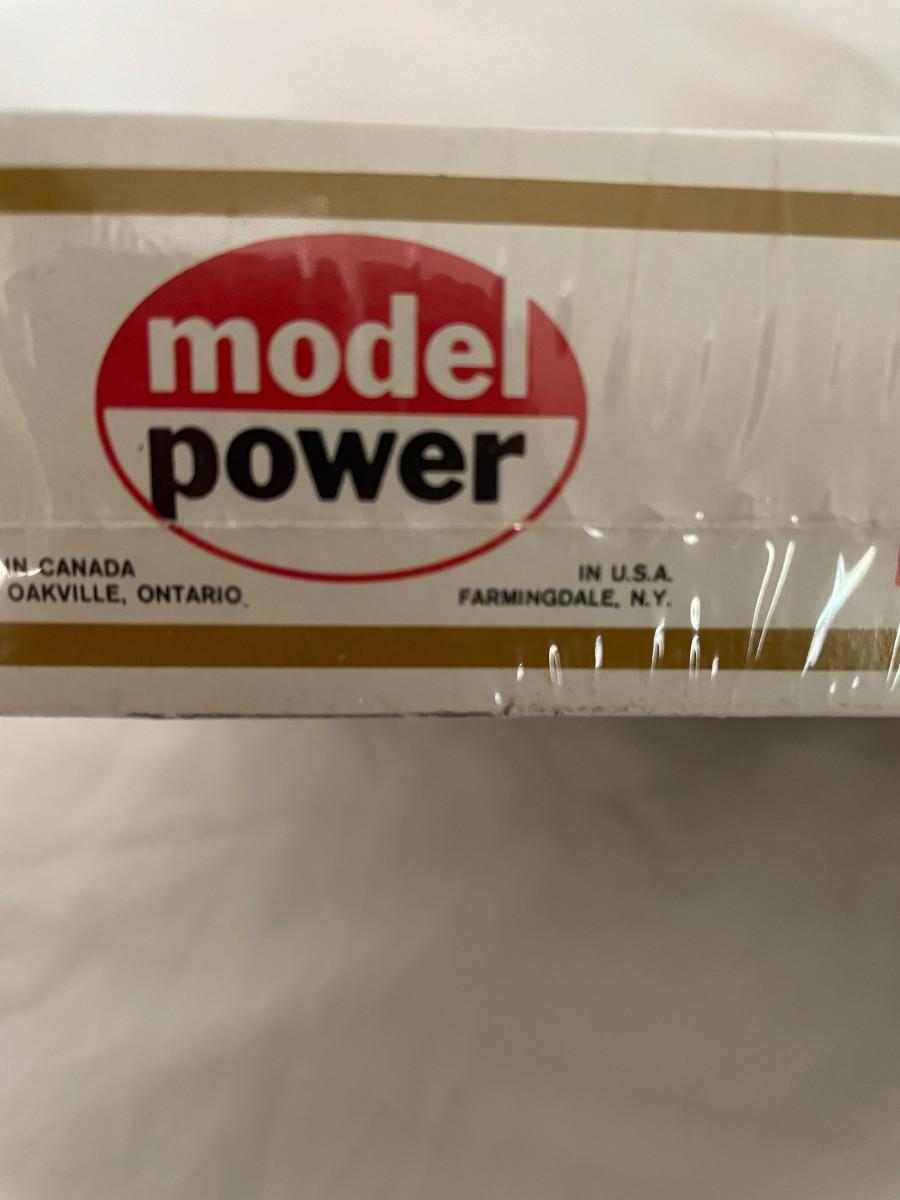 model
power
IN CANADA
OAKVILLE, ONTARIO.
IN U.S.A.
FARMINGDALE, N.Y.